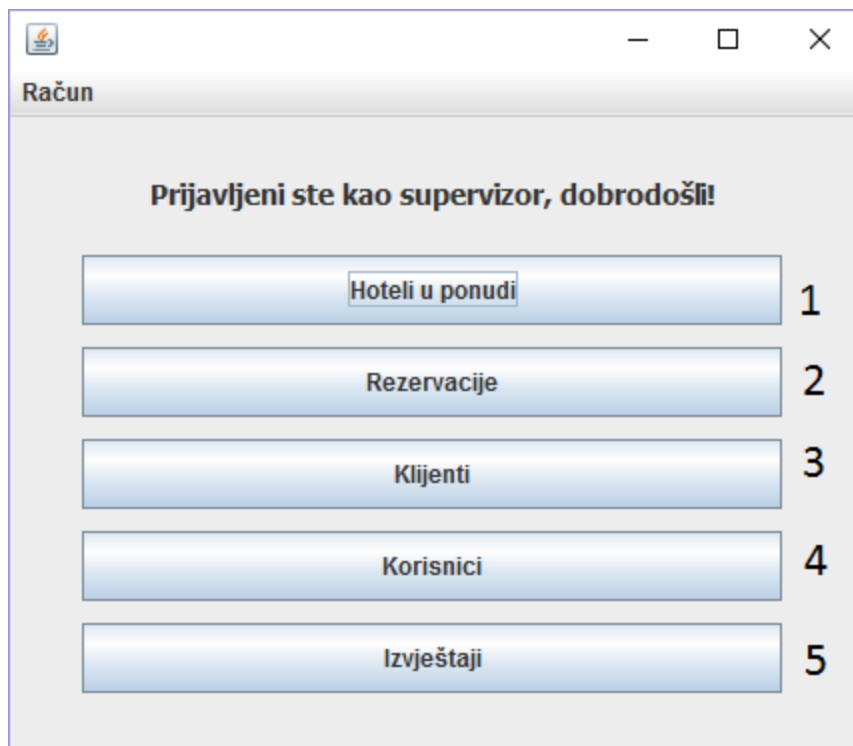 Račun
Prijavljeni ste kao supervizor, dobrodošli!
Hoteli u ponudi 1
Rezervacije 2
Klijenti 3
Korisnici 4
Izvještaji 5